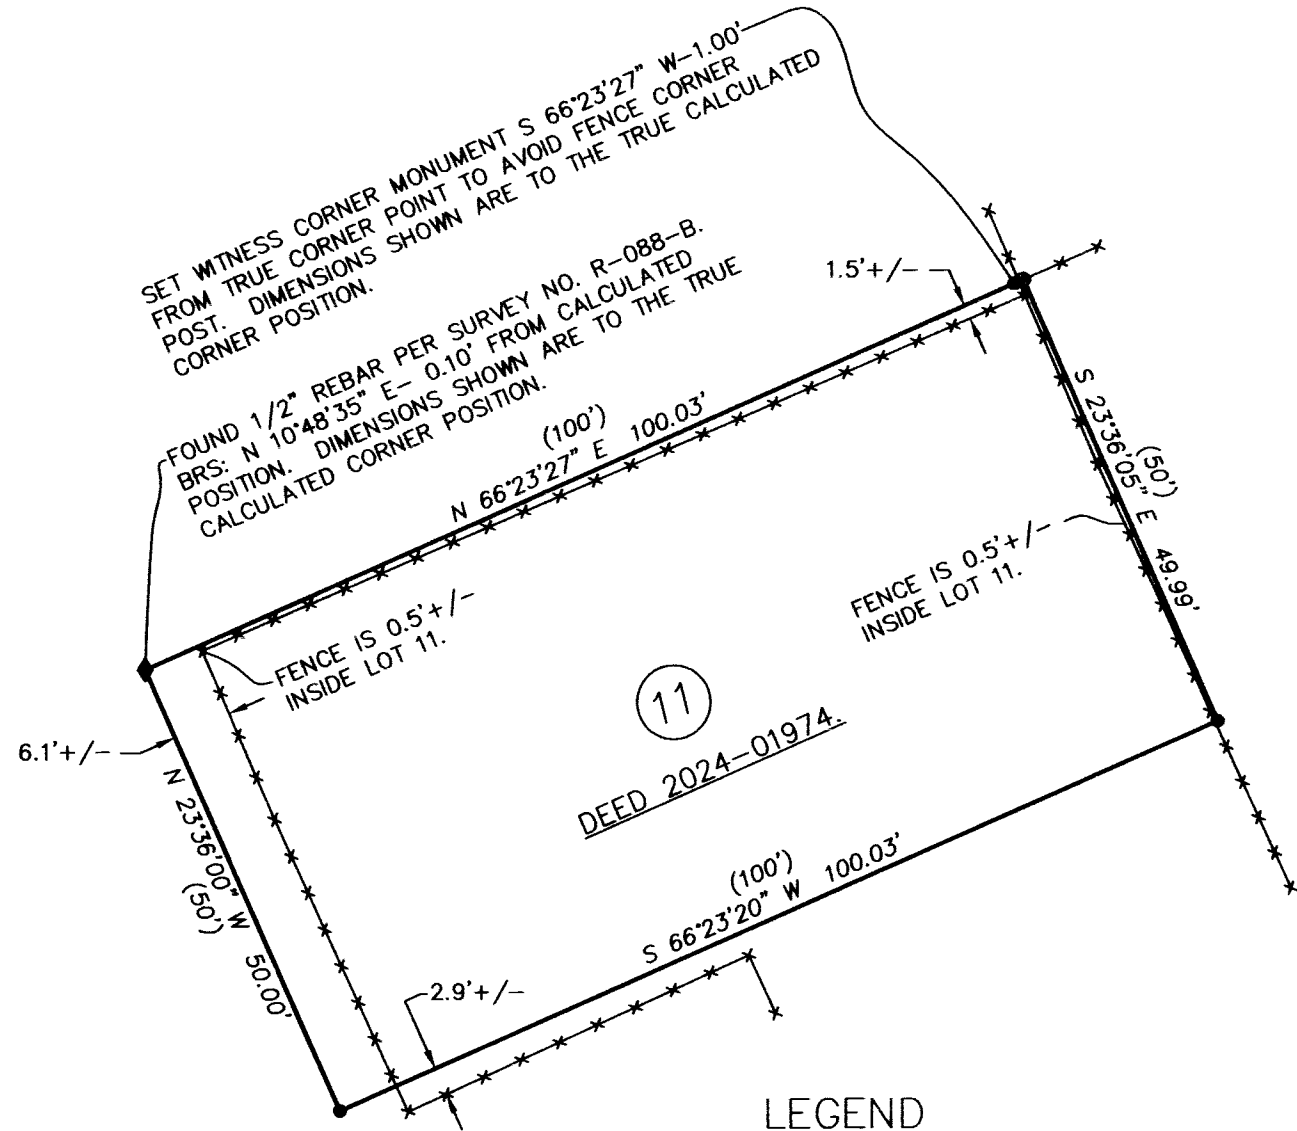 SET WITNESS CORNER MONUMENT S 66°23'27" W-1.00'
FROM TRUE CORNER POINT TO AVOID FENCE CORNER
POST. DIMENSIONS SHOWN ARE TO THE TRUE CALCULATED
CORNER POSITION.
FOUND 1/2" REBAR PER SURVEY NO. R-088-B.
BRS: N 10°48'35" E- 0.10' FROM CALCULATED
POSITION. DIMENSIONS SHOWN ARE TO THE TRUE
CALCULATED CORNER POSITION.
1.5'+/-
(100')
N 66°23'27" E 100.03'
(50')
S 23°36'05" E 49.99'
FENCE IS 0.5'+/-
INSIDE LOT 11.
FENCE IS 0.5'+/-
INSIDE LOT 11.
11
DEED 2024-01974.
6.1'+/-
N 23°36'00" W 50.00'
(50')
(100')
S 66°23'20" W 100.03'
2.9'+/-
LEGEND